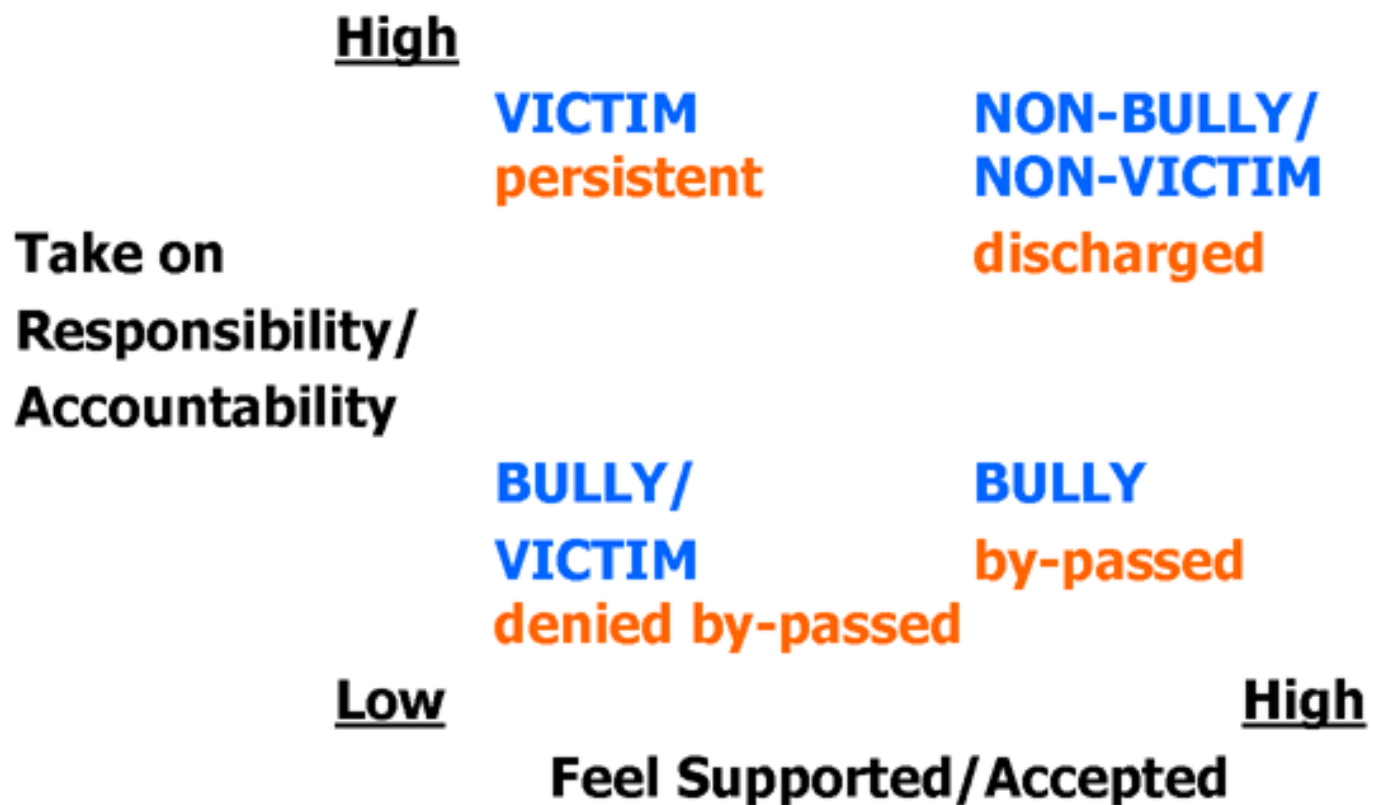 High
VICTIM NON-BULLY/
persistent NON-VICTIM
Take on discharged
Responsibility/
Accountability
BULLY/ BULLY
VICTIM by-passed
denied by-passed
Low High
Feel Supported/Accepted